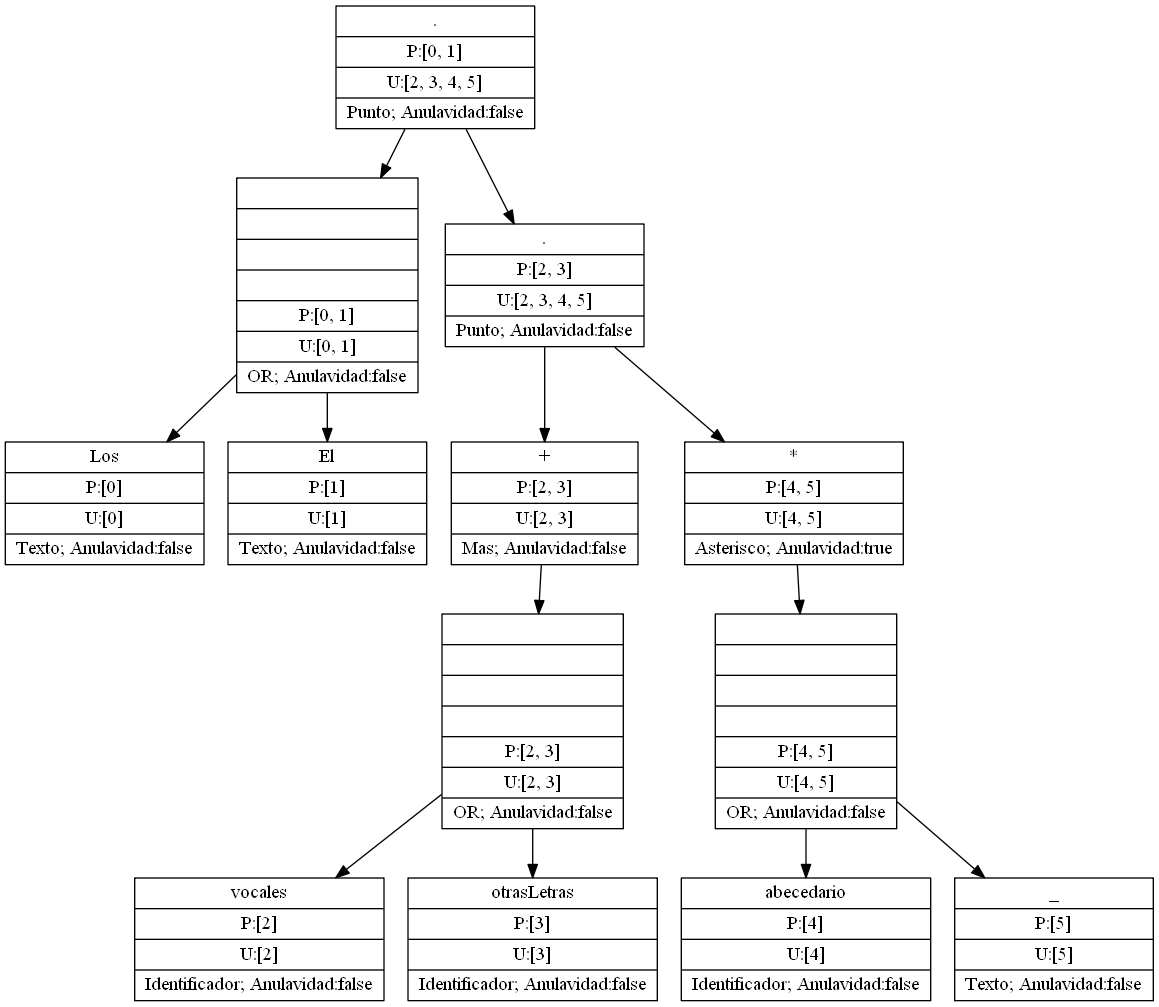 .
P:[0, 1]
U:[2, 3, 4, 5]
Punto; Anulavidad:false
P:[0, 1]
U:[0, 1]
OR; Anulavidad:false
.
P:[2, 3]
U:[2, 3, 4, 5]
Punto; Anulavidad:false
Los
P:[0]
U:[0]
Texto; Anulavidad:false
El
P:[1]
U:[1]
Texto; Anulavidad:false
+
P:[2, 3]
U:[2, 3]
Mas; Anulavidad:false
*
P:[4, 5]
U:[4, 5]
Asterisco; Anulavidad:true
P:[2, 3]
U:[2, 3]
OR; Anulavidad:false
P:[4, 5]
U:[4, 5]
OR; Anulavidad:false
vocales
P:[2]
U:[2]
Identificador; Anulavidad:false
otrasLetras
P:[3]
U:[3]
Identificador; Anulavidad:false
abecedario
P:[4]
U:[4]
Identificador; Anulavidad:false
_
P:[5]
U:[5]
Texto; Anulavidad:false